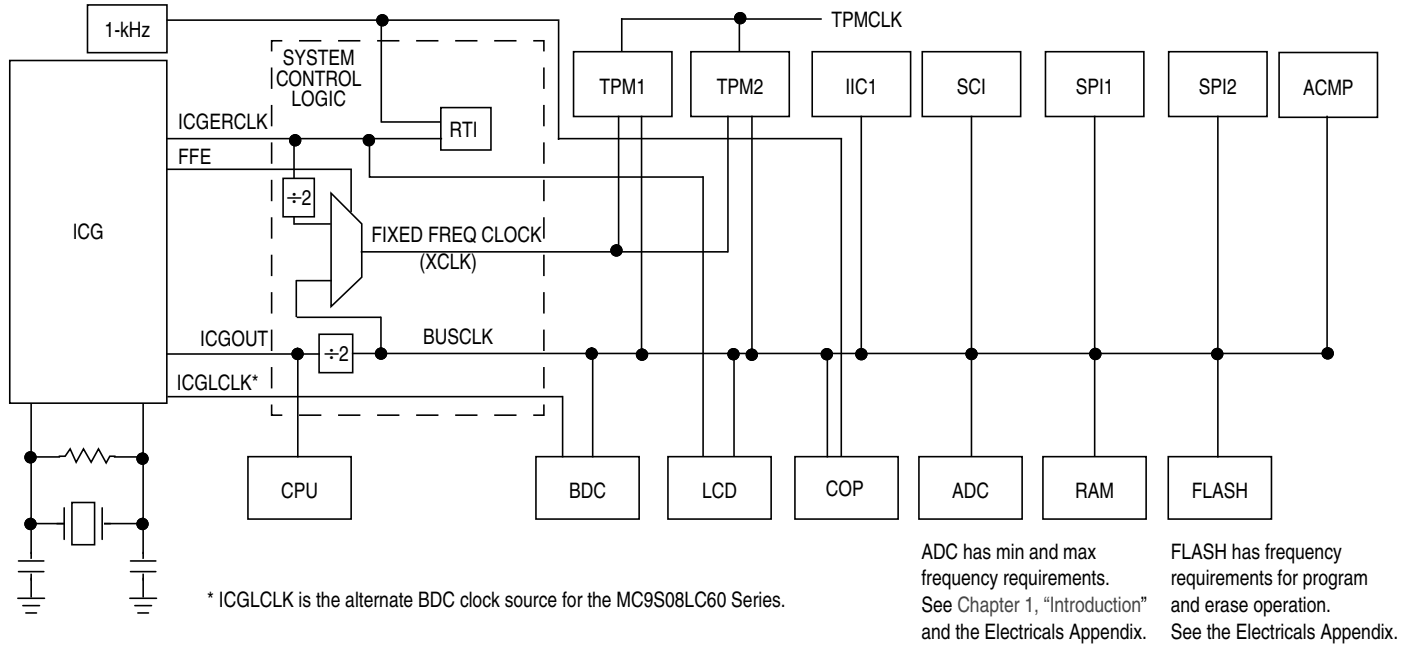 1-kHz
TPMCLK
SYSTEM
CONTROL
LOGIC
TPM1
TPM2
IIC1
SCI
SPI1
SPI2
ACMP
ICGERCLK
RTI
FFE
÷2
ICG
FIXED FREQ CLOCK
(XCLK)
ICGOUT
÷2
BUSCLK
ICGLCLK*
CPU
BDC
LCD
COP
ADC
RAM
FLASH
ADC has min and max
frequency requirements.
See Chapter 1, “Introduction”
and the Electricals Appendix.
FLASH has frequency
requirements for program
and erase operation.
See the Electricals Appendix.
* ICGLCLK is the alternate BDC clock source for the MC9S08LC60 Series.